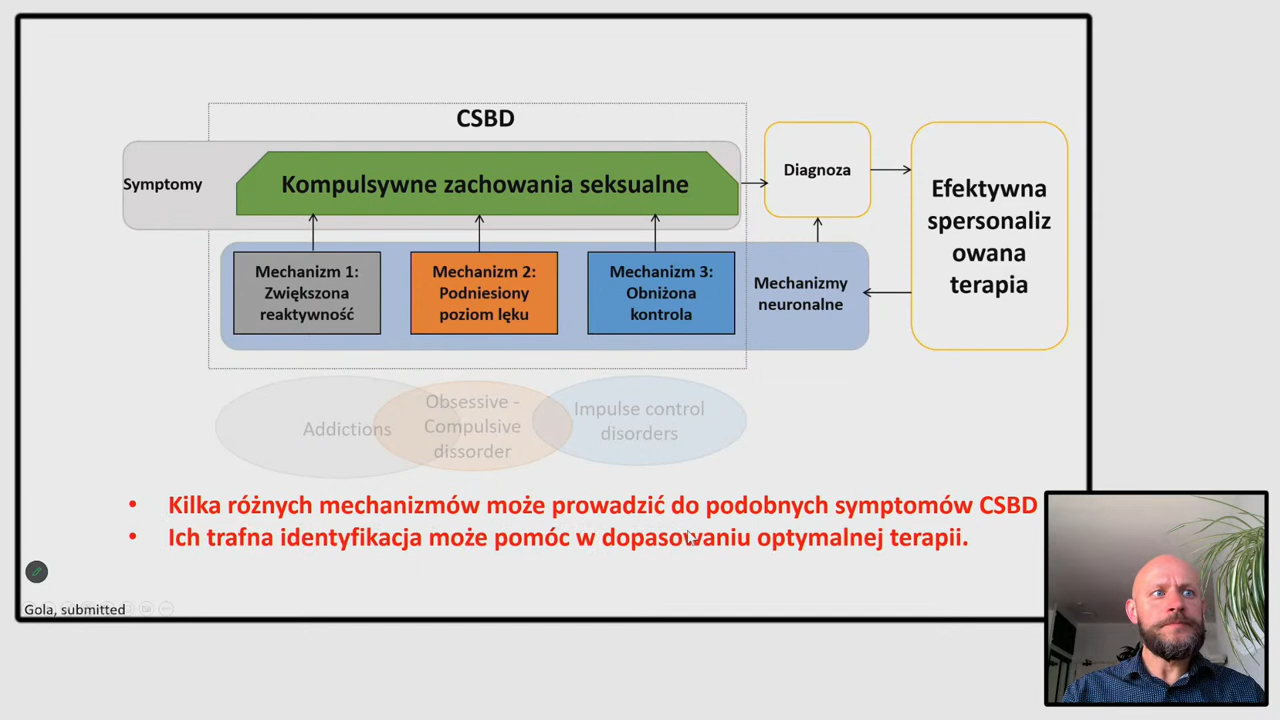 CSBD
Symptomy
Kompulsywne zachowania seksualne
Diagnoza
Efektywna
spersonaliz
owana
terapia
Mechanizm 1:
Zwiększona
reaktywność
Mechanizm 2:
Podniesiony
poziom lęku
Mechanizm 3:
Obniżona
kontrola
Mechanizmy
neuronalne
Addictions
Obsessive -
Compulsive
dissorder
Impulse control
disorders
• Kilka różnych mechanizmów może prowadzić do podobnych symptomów CSBD
• Ich trafna identyfikacja może pomóc w dopasowaniu optymalnej terapii.
Gola, submitted